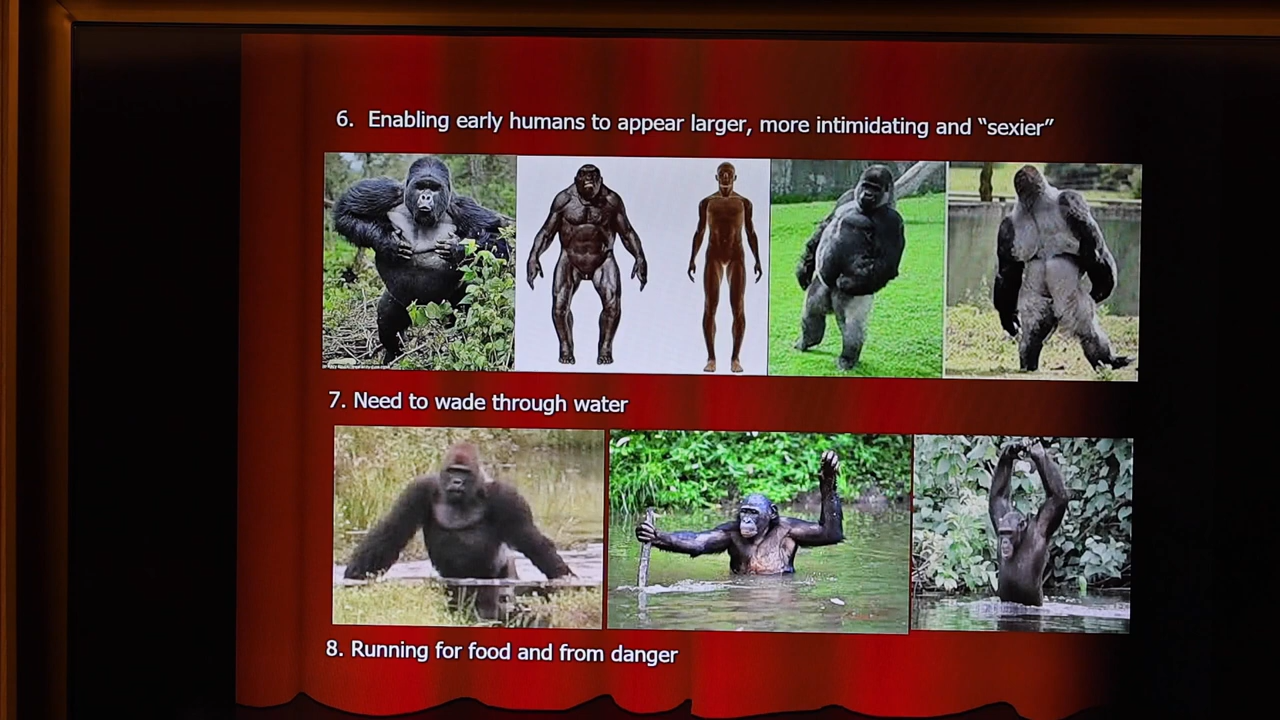 6. Enabling early humans to appear larger, more intimidating and “sexier”
7. Need to wade through water
8. Running for food and from danger